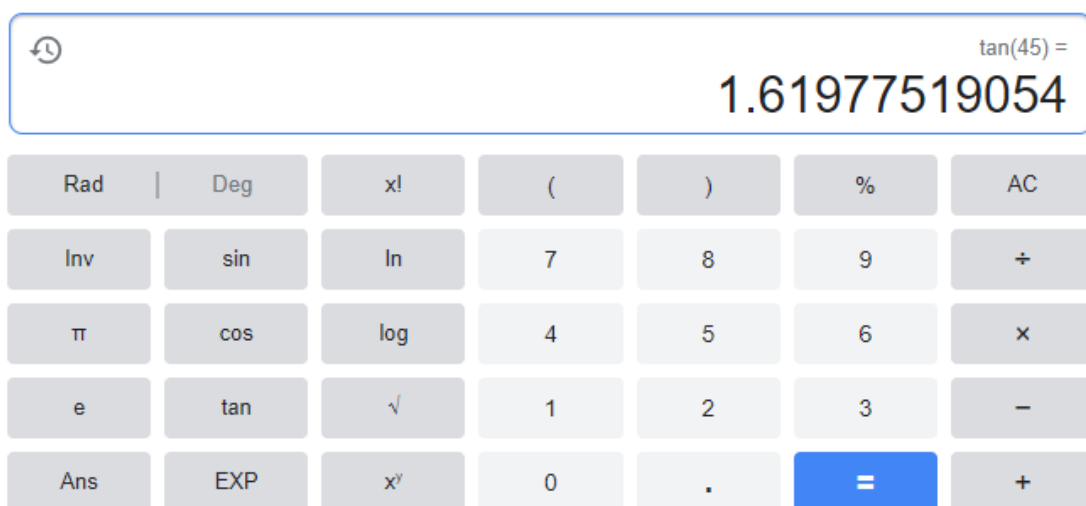 tan(45) =
1.61977519054
Rad | Deg x! ( ) % AC
Inv sin ln 7 8 9 ÷
π cos log 4 5 6 ×
e tan √ 1 2 3 −
Ans EXP xʸ 0 . = +